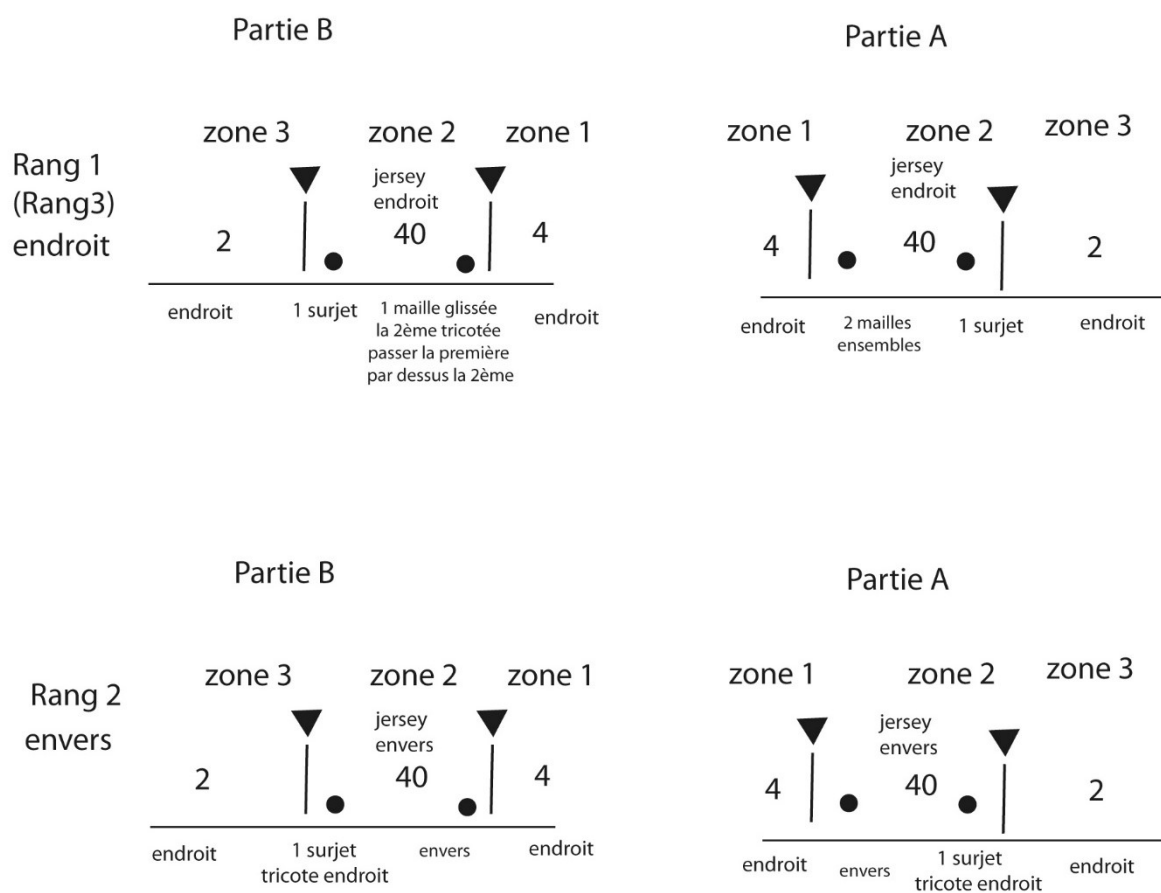 Partie B
Partie A
zone 3
zone 2
zone 1
zone 1
zone 2
zone 3
Rang 1
(Rang3)
endroit
jersey
endroit
jersey
endroit
2
40
4
4
40
2
endroit
1 surjet
1 maille glissée
la 2ème tricotée
passer la première
par dessus la 2ème
endroit
endroit
2 mailles
ensembles
1 surjet
endroit
Partie B
Partie A
zone 3
zone 2
zone 1
zone 1
zone 2
zone 3
Rang 2
envers
jersey
envers
jersey
envers
2
40
4
4
40
2
endroit
1 surjet
tricote endroit
envers
endroit
endroit
envers
1 surjet
tricote endroit
endroit